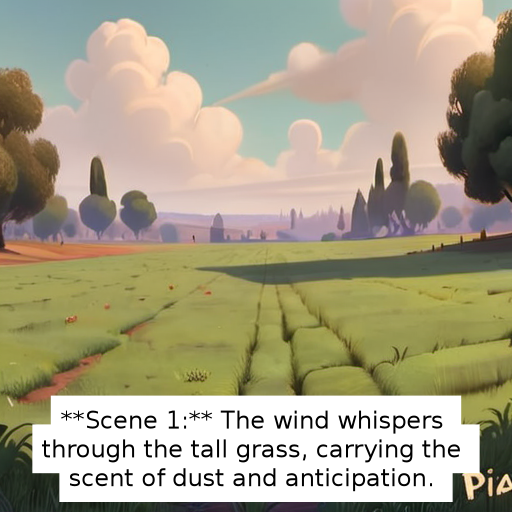 **Scene 1:** The wind whispers
through the tall grass, carrying the
scent of dust and anticipation.